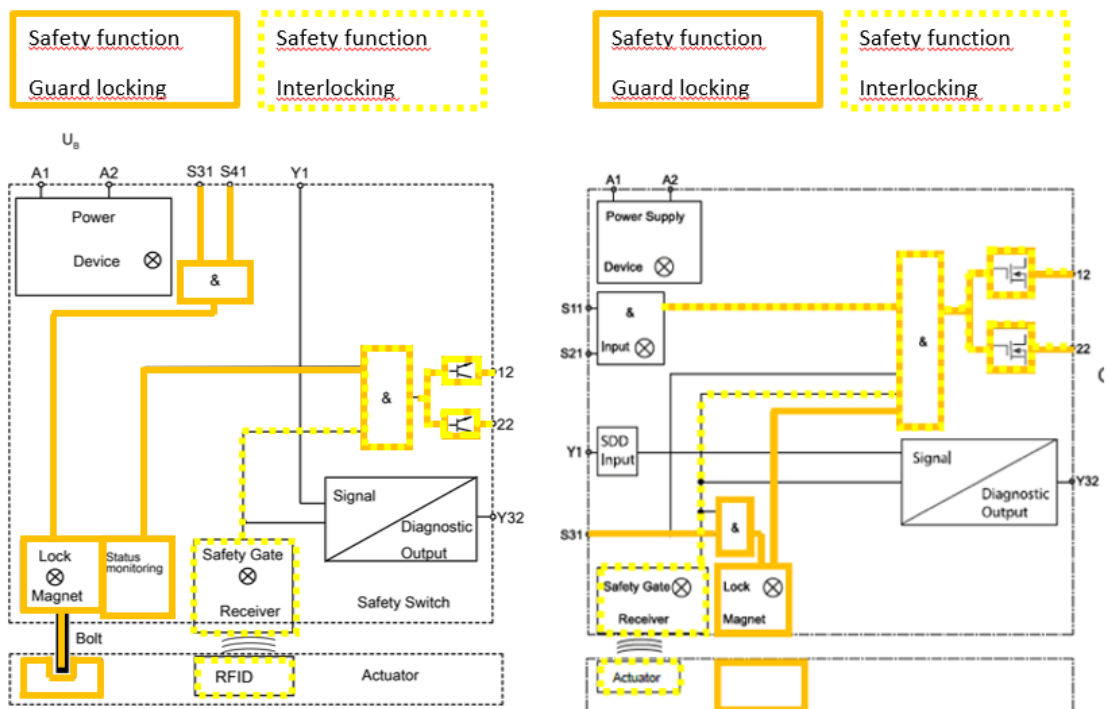 Safety function
Guard locking
Safety function
Interlocking
Safety function
Guard locking
Safety function
Interlocking
UB
A1 A2 S31 S41 Y1
Power
Device
&
&
12
22
Signal
Diagnostic
Output
Y32
Lock
Magnet
Status
monitoring
Safety Gate
Receiver
Safety Switch
Bolt
RFID
Actuator
A1 A2
Power Supply
Device
S11
&
S21
Input
&
12
22
Y1
SDD
Input
Signal
Diagnostic
Output
Y32
S31
&
Safety Gate
Receiver
Lock
Magnet
Actuator